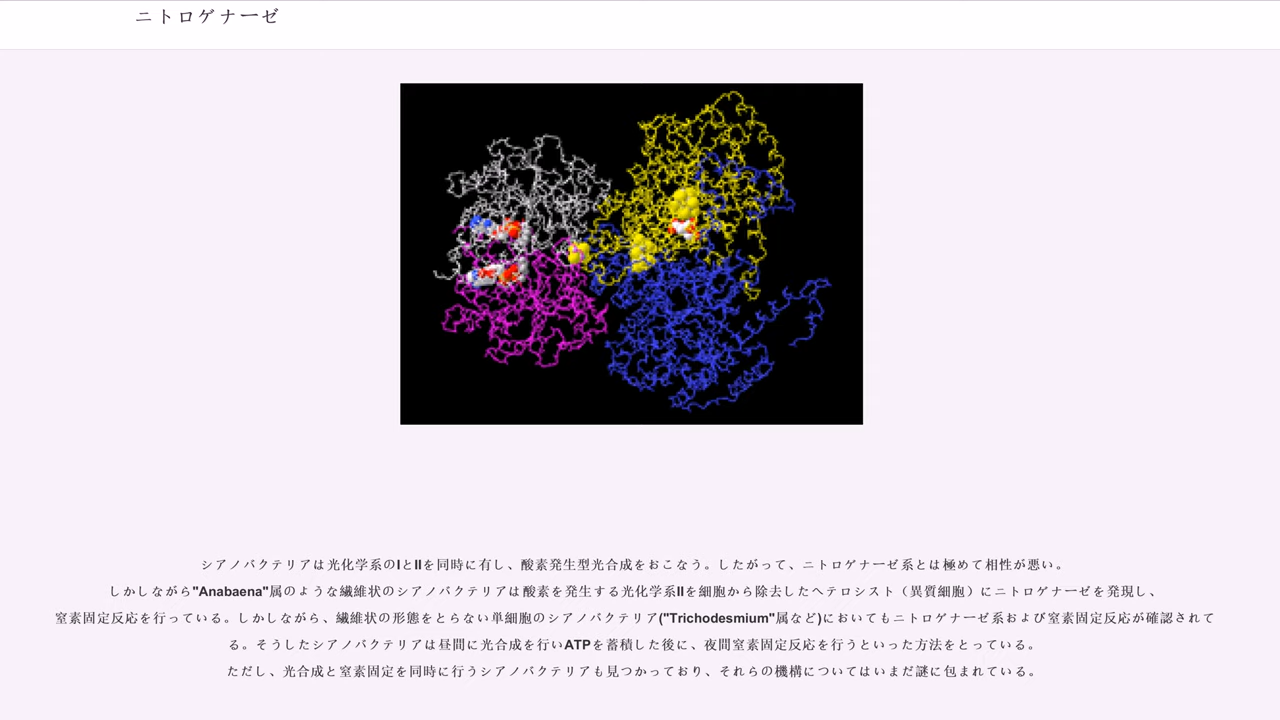 ニトロゲナーゼ
シアノバクテリアは光化学系のIとIIを同時に有し、酸素発生型光合成をおこなう。したがって、ニトロゲナーゼ系とは極めて相性が悪い。
しかしながら"Anabaena"属のような繊維状のシアノバクテリアは酸素を発生する光化学系IIを細胞から除去したヘテロシスト（異質細胞）にニトロゲナーゼを発現し、
窒素固定反応を行っている。しかしながら、繊維状の形態をとらない単細胞のシアノバクテリア("Trichodesmium"属など)においてもニトロゲナーゼ系および窒素固定反応が確認されて
る。そうしたシアノバクテリアは昼間に光合成を行いATPを蓄積した後に、夜間窒素固定反応を行うといった方法をとっている。
ただし、光合成と窒素固定を同時に行うシアノバクテリアも見つかっており、それらの機構についてはいまだ謎に包まれている。